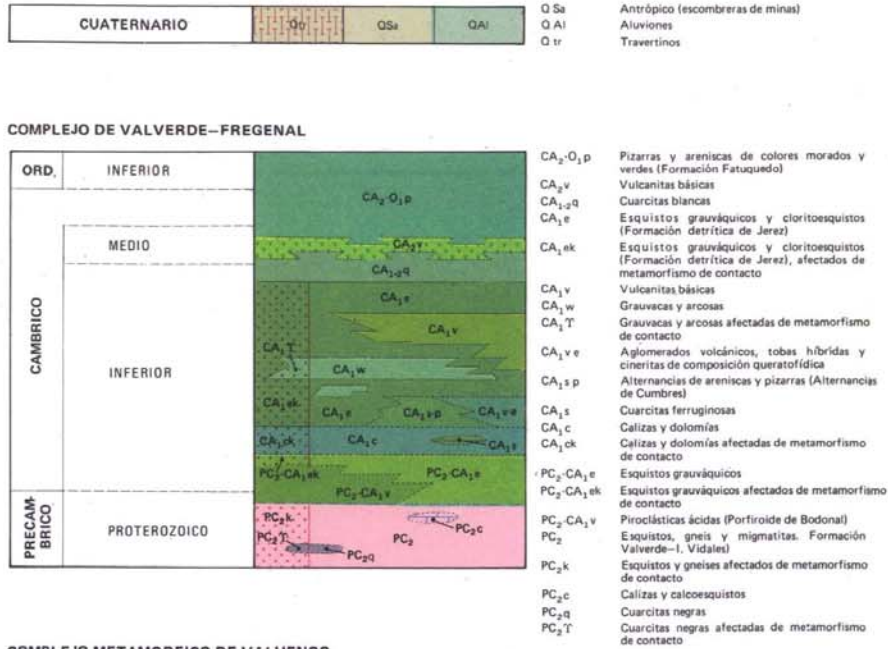 CUATERNARIO
Qtr
QSa
QAl
Q Sa Antrópico (escombreras de minas)
Q Al Aluviones
Q tr Travertinos
COMPLEJO DE VALVERDE–FREGENAL
ORD.
INFERIOR
MEDIO
CAMBRICO
INFERIOR
PRECAM-
BRICO
PROTEROZOICO
CA₂-O₁p
CA₂v
CA₁₋₂q
CA₁e
CA₁v
CA₁ϒ
CA₁w
CA₁ek
CA₁e
CA₁s-p
CA₁v-e
CA₁ck
CA₁c
CA₁s
PC₂-CA₁ek
PC₂-CA₁e
PC₂-CA₁v
PC₂k
PC₂ϒ
PC₂
PC₂c
PC₂q
CA₂-O₁p Pizarras y areniscas de colores morados y
verdes (Formación Fatuquedo)
CA₂v Vulcanitas básicas
CA₁₋₂q Cuarcitas blancas
CA₁e Esquistos grauváquicos y cloritoesquistos
(Formación detrítica de Jerez)
CA₁ek Esquistos grauváquicos y cloritoesquistos
(Formación detrítica de Jerez), afectados de
metamorfismo de contacto
CA₁v Vulcanitas básicas
CA₁w Grauvacas y arcosas
CA₁ϒ Grauvacas y arcosas afectadas de metamorfismo
de contacto
CA₁v e Aglomerados volcánicos, tobas híbridas y
cineritas de composición queratofídica
CA₁s p Alternancias de areniscas y pizarras (Alternancias
de Cumbres)
CA₁s Cuarcitas ferruginosas
CA₁c Calizas y dolomías
CA₁ck Calizas y dolomías afectadas de metamorfismo
de contacto
PC₂-CA₁e Esquistos grauváquicos
PC₂-CA₁ek Esquistos grauváquicos afectados de metamorfismo
de contacto
PC₂-CA₁v Piroclásticas ácidas (Porfiroide de Bodonal)
PC₂ Esquistos, gneis y migmatitas. Formación
Valverde–I. Vidales)
PC₂k Esquistos y gneises afectados de metamorfismo
de contacto
PC₂c Calizas y calcoesquistos
PC₂q Cuarcitas negras
PC₂ϒ Cuarcitas negras afectadas de metamorfismo
de contacto
COMPLEJO METAMORFICO DE VALUENGO